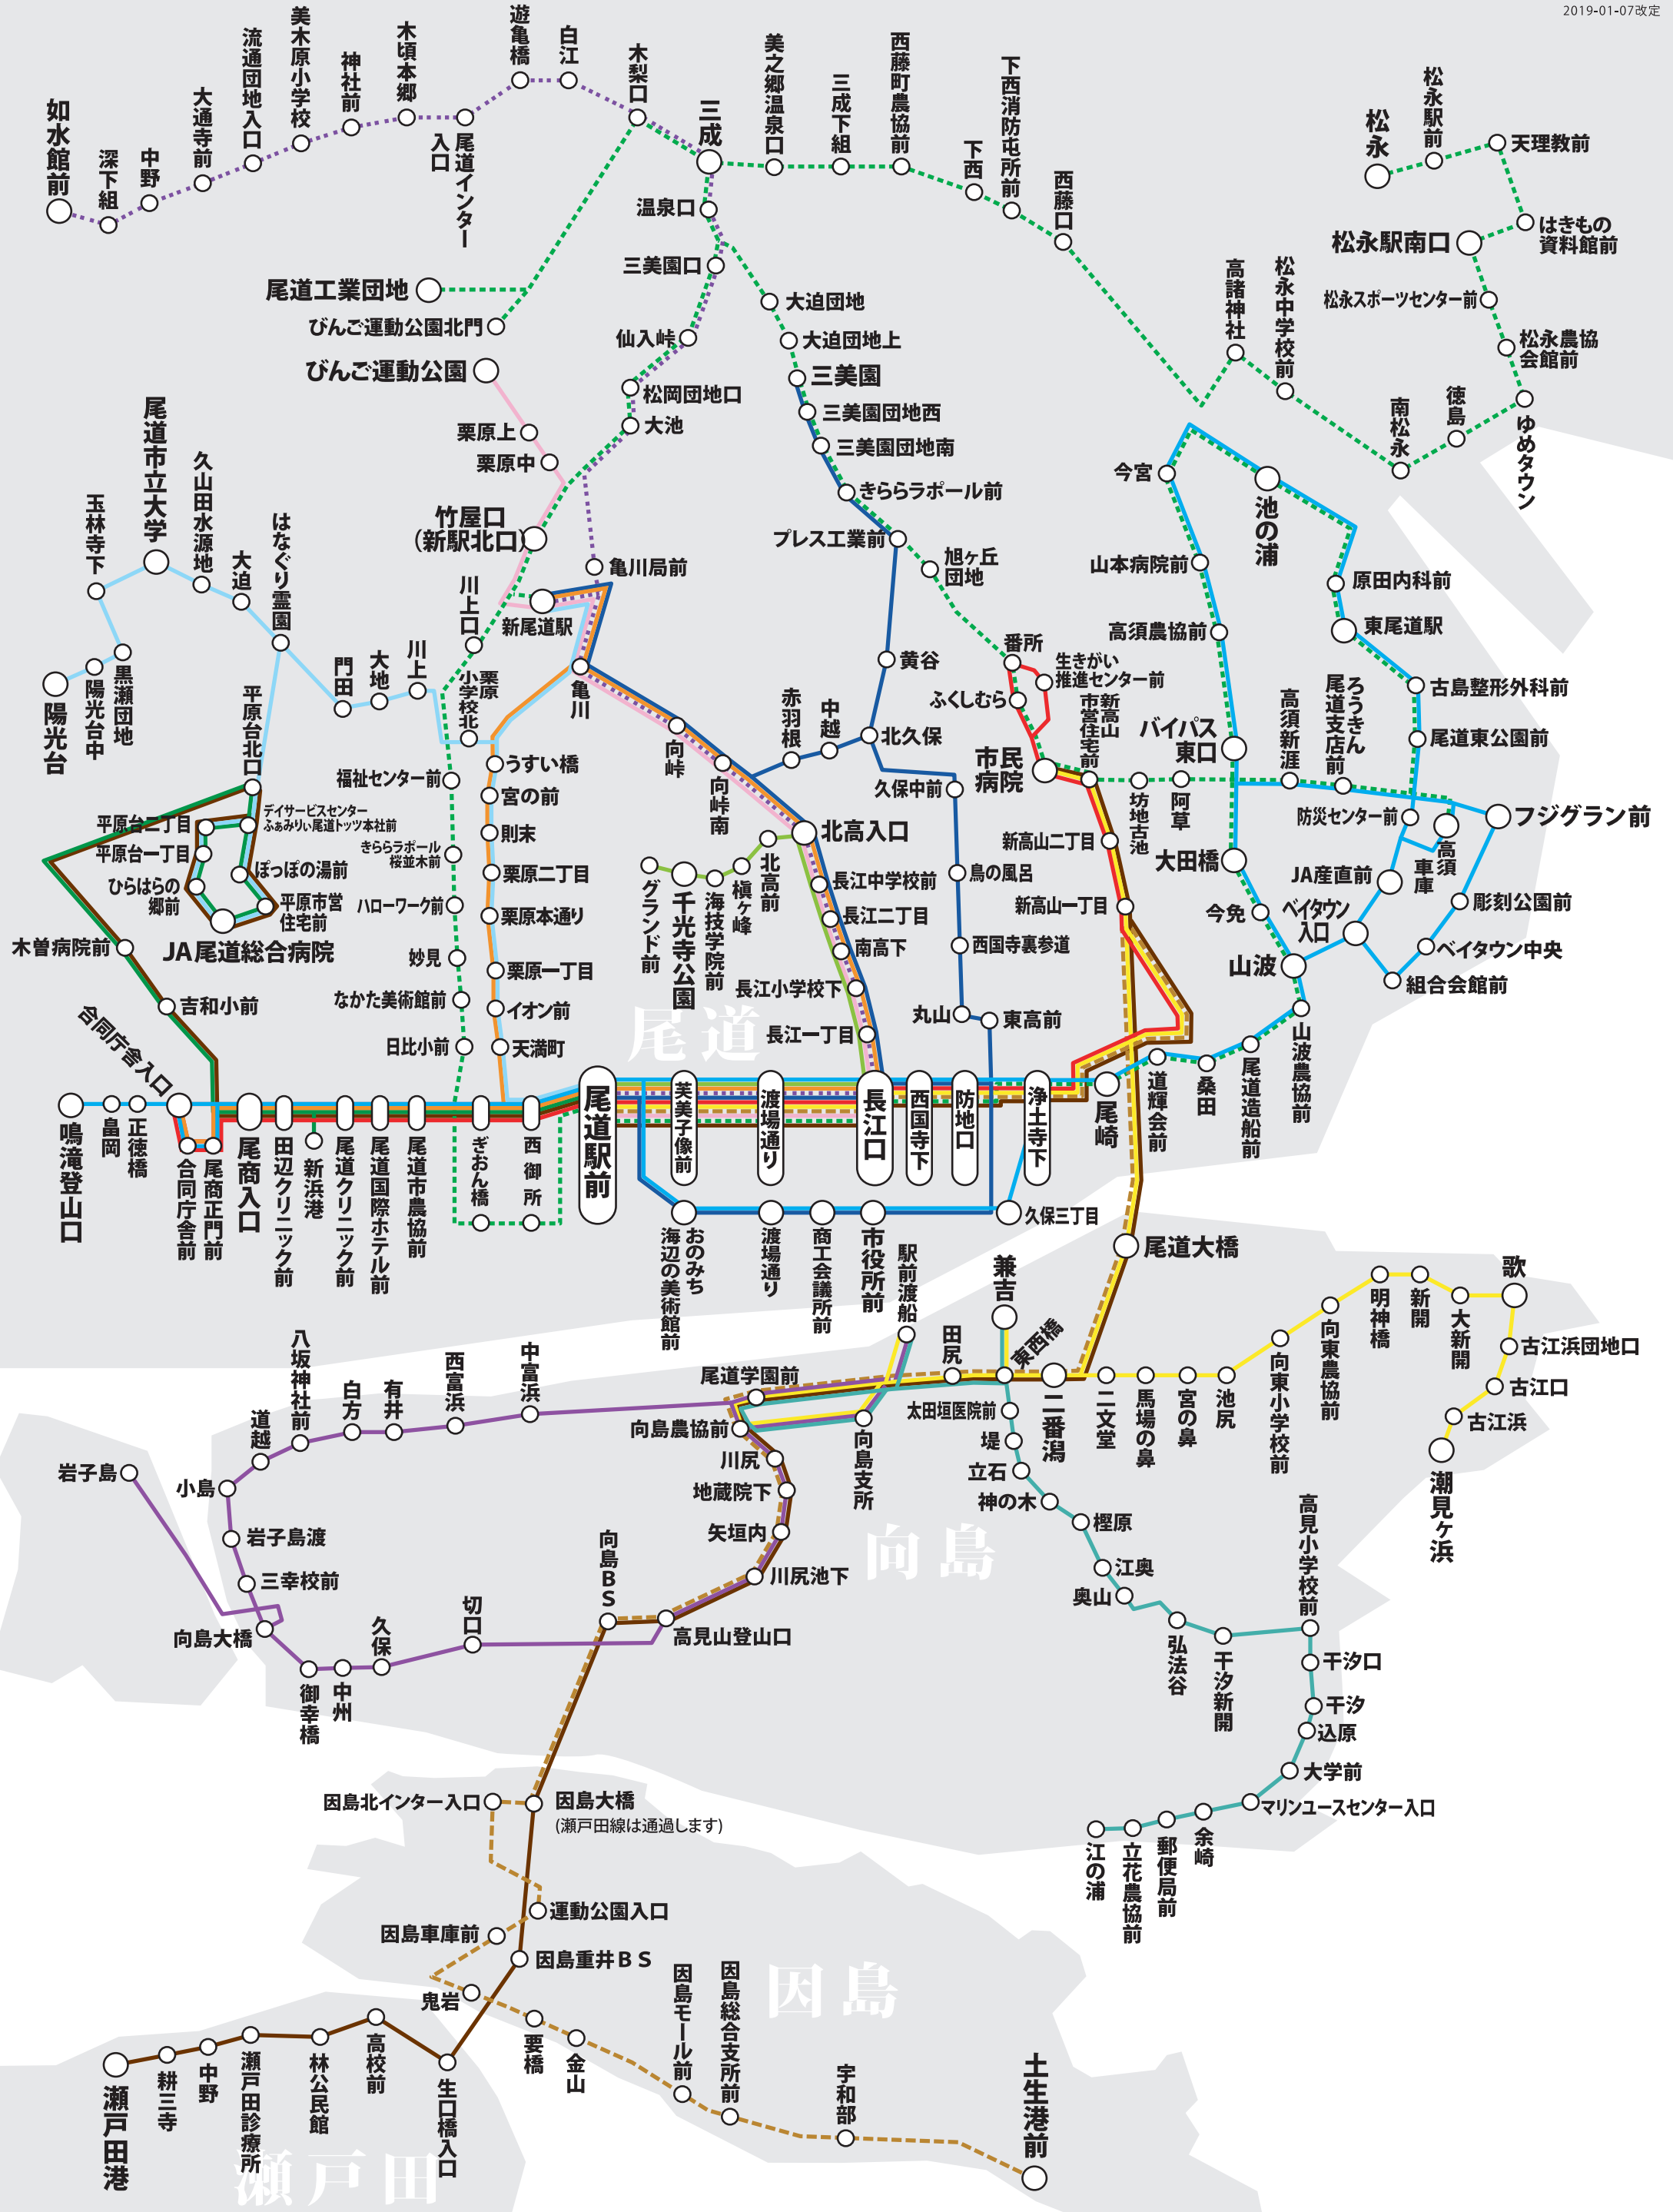 2019-01-07改定
如水館前
深下組
中野
大通寺前
流通団地入口
美木原小学校
神社前
木頃本郷
尾道インター
入口
遊亀橋
白江
木梨口
三成
美之郷温泉口
三成下組
西藤町農協前
下西
下西消防屯所前
西藤口
松永
松永駅前
天理教前
はきもの
資料館前
松永駅南口
松永スポーツセンター前
松永農協
会館前
ゆめタウン
徳島
南松永
松永中学校前
高諸神社
温泉口
三美園口
仙入峠
松岡団地口
大池
尾道工業団地
びんご運動公園北門
びんご運動公園
栗原上
栗原中
竹屋口
(新駅北口)
亀川局前
新尾道駅
川上口
大迫団地
大迫団地上
三美園
三美園団地西
三美園団地南
きららラポール前
プレス工業前
旭ヶ丘
団地
番所
生きがい
推進センター前
ふくしむら
新高山
市営住宅前
市民
病院
黄谷
北久保
中越
赤羽根
久保中前
鳥の風呂
西国寺裏参道
丸山
東高前
今宮
池の浦
山本病院前
高須農協前
原田内科前
東尾道駅
古島整形外科前
尾道東公園前
ろうきん
尾道支店前
高須新涯
バイパス
東口
坊地古池
阿草
新高山二丁目
新高山一丁目
大田橋
今免
山波
山波農協前
防災センター前
高須
車庫
フジグラン前
JA産直前
ベイタウン
入口
彫刻公園前
ベイタウン中央
組合会館前
尾道市立大学
玉林寺下
久山田水源地
大迫
はなぐり霊園
黒瀬団地
陽光台中
陽光台
門田
大地
川上
栗原
小学校北
亀川
向峠
向峠南
北高入口
北高前
槇ヶ峰
海技学院前
千光寺公園
グランド前
長江中学校前
長江二丁目
南高下
長江小学校下
長江一丁目
うすい橋
宮の前
則末
栗原二丁目
栗原本通り
栗原一丁目
イオン前
天満町
福祉センター前
きららラポール
桜並木前
ハローワーク前
妙見
なかた美術館前
日比小前
平原台北口
デイサービスセンター
ふぁみりぃ尾道トッツ本社前
平原台二丁目
平原台一丁目
ひらはらの
郷前
ぽっぽの湯前
平原市営
住宅前
JA尾道総合病院
木曽病院前
吉和小前
合同庁舎入口
尾道
鳴滝登山口
畠岡
正徳橋
合同庁舎前
尾商正門前
尾商入口
田辺クリニック前
新浜港
尾道クリニック前
尾道国際ホテル前
尾道市農協前
ぎおん橋
西御所
尾道駅前
芙美子像前
渡場通り
長江口
西国寺下
防地口
浄土寺下
尾崎
道輝会前
桑田
尾道造船前
おのみち
海辺の美術館前
渡場通り
商工会議所前
市役所前
久保三丁目
尾道大橋
駅前渡船
兼吉
東西橋
田尻
二番潟
二文堂
馬場の鼻
宮の鼻
池尻
向東小学校前
向東農協前
明神橋
新開
大新開
歌
古江浜団地口
古江口
古江浜
潮見ヶ浜
尾道学園前
向島農協前
川尻
向島支所
地蔵院下
矢垣内
川尻池下
高見山登山口
向島BS
向島
太田垣医院前
堤
立石
神の木
樫原
江奥
奥山
弘法谷
干汐新開
高見小学校前
干汐口
干汐
込原
大学前
マリンユースセンター入口
余崎
郵便局前
立花農協前
江の浦
中富浜
西富浜
有井
白方
八坂神社前
道越
小島
岩子島
岩子島渡
三幸校前
向島大橋
御幸橋
中州
久保
切口
因島北インター入口
因島大橋
(瀬戸田線は通過します)
運動公園入口
因島車庫前
因島重井BS
鬼岩
要橋
金山
因島モール前
因島総合支所前
宇和部
土生港前
因島
生口橋入口
高校前
林公民館
瀬戸田診療所
中野
耕三寺
瀬戸田港
瀬戸田